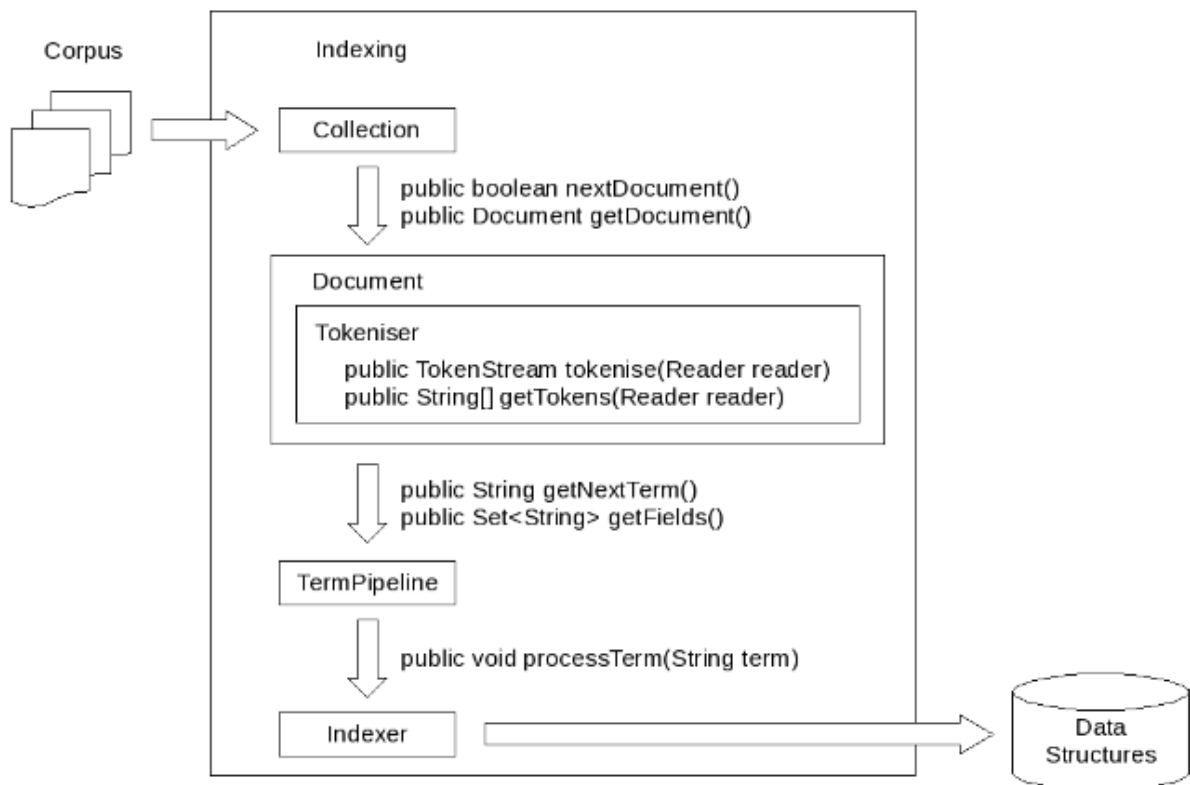 Corpus
Indexing
Collection
public boolean nextDocument()
public Document getDocument()
Document
Tokeniser
public TokenStream tokenise(Reader reader)
public String[] getTokens(Reader reader)
public String getNextTerm()
public Set<String> getFields()
TermPipeline
public void processTerm(String term)
Indexer
Data
Structures